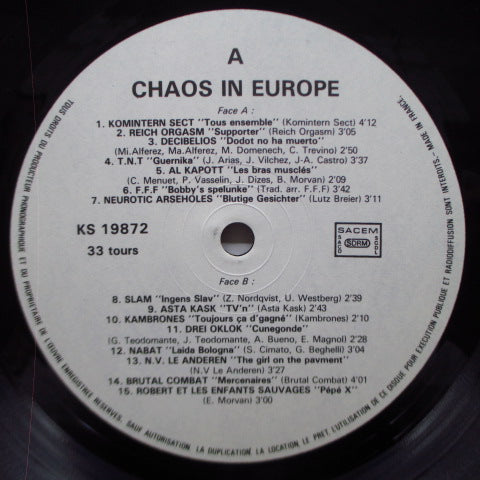 A
CHAOS IN EUROPE
Face A :
1. KOMINTERN SECT "Tous ensemble" (Komintern Sect) 4'12
2. REICH ORGASM "Supporter" (Reich Orgasm) 3'05
3. DECIBELIOS "Dodot no ha muerto"
(Mi.Alferez, Ma.Alferez, M. Domenech, C. Trevino) 2'50
4. T.N.T "Guernika" (J. Arias, J. Vilchez, J-A. Castro) 3'37
5. AL KAPOTT "Les bras musclés"
(C. Menuet, P. Vasselin, J. Dizes, B. Morvan) 2'09
6. F.F.F "Bobby's spelunke" (Trad. arr. F.F.F) 3'40
7. NEUROTIC ARSEHOLES "Blutige Gesichter" (Lutz Breier) 3'11
KS 19872
33 tours
SACEM
SACD
SDRM
SGDL
Face B :
8. SLAM "Ingens Slav" (Z. Nordqvist, U. Westberg) 2'39
9. ASTA KASK "TV'n" (Asta Kask) 2'43
10. KAMBRONES "Toujours ça d'gagné" (Kambrones) 2'10
11. DREI OKLOK "Cunegonde"
(G. Teodomante, J. Teodomante, A. Bueno, E. Magnol) 2'28
12. NABAT "Laida Bologna" (S. Cimato, G. Beghelli) 3'04
13. N.V. LE ANDEREN "The girl on the pavment"
(N.V Le Anderen) 3'27
14. BRUTAL COMBAT "Mercenaires" (Brutal Combat) 4'01
15. ROBERT ET LES ENFANTS SAUVAGES "Pépé X"
(E. Morvan) 3'00
TOUS DROITS DU PRODUCTEUR PHONOGRAPHIQUE ET DU PROPRIETAIRE DE L'ŒUVRE ENREGISTREE RESERVES. SAUF AUTORISATION LA DUPLICATION, LA LOCATION LE PRET, L'UTILISATION DE CE DISQUE POUR EXECUTION PUBLIQUE ET RADIODIFFUSION SONT INTERDITS. - MADE IN FRANCE.